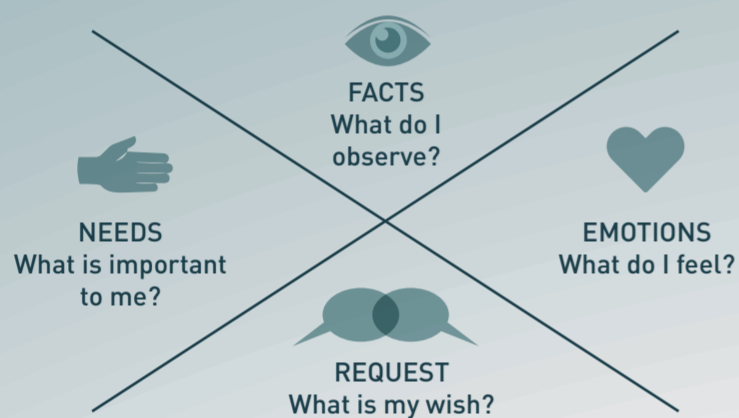 FACTS
What do I
observe?
NEEDS
What is important
to me?
EMOTIONS
What do I feel?
REQUEST
What is my wish?